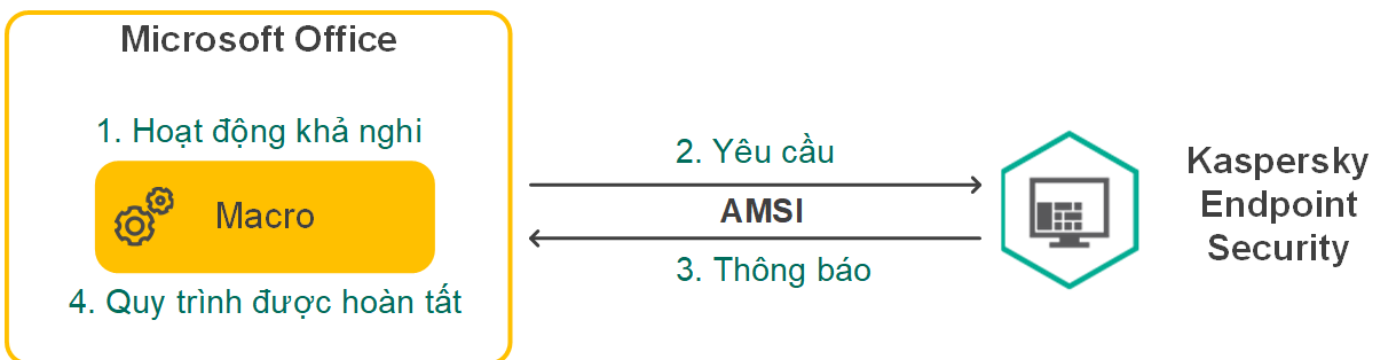 Microsoft Office
1. Hoạt động khả nghi
Macro
4. Quy trình được hoàn tất
2. Yêu cầu
AMSI
3. Thông báo
Kaspersky
Endpoint
Security